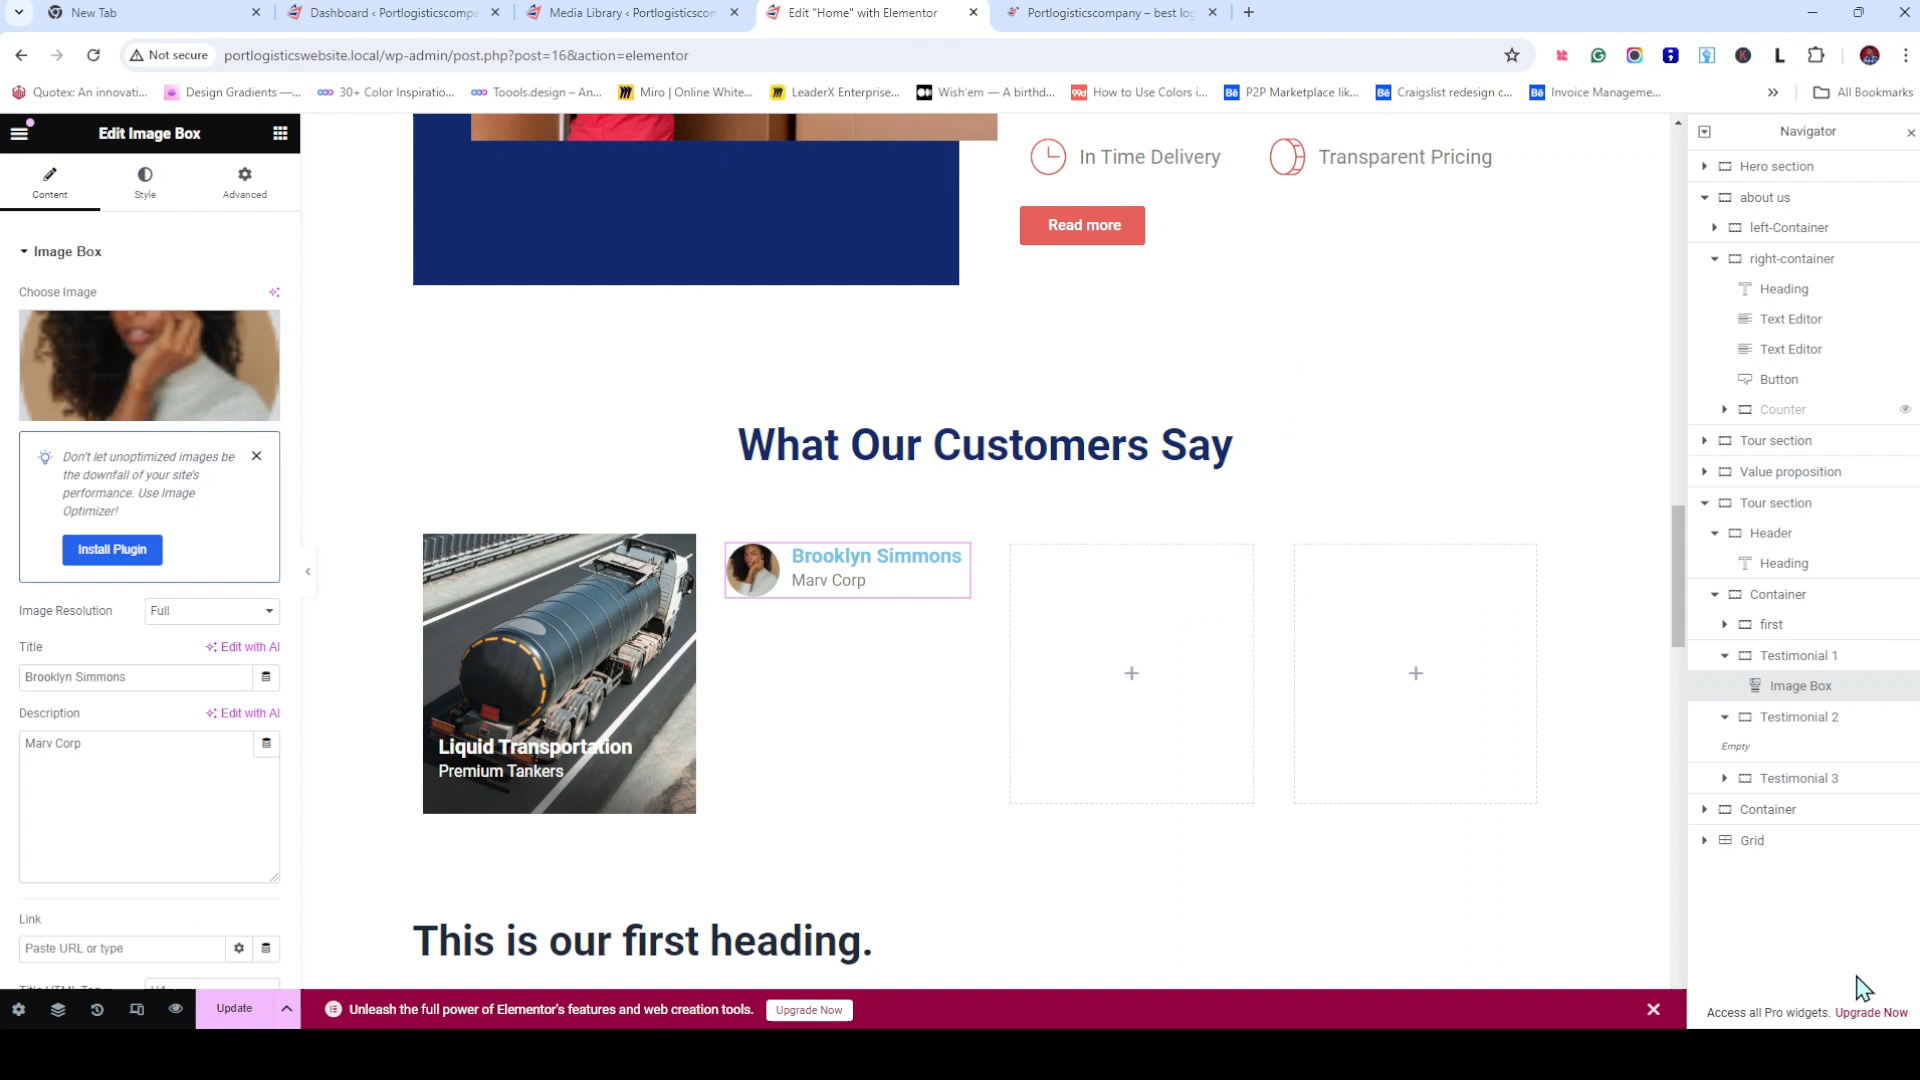 New Tab
Dashboard ‹ Portlogisticscompa
Media Library ‹ Portlogisticscon
Edit "Home" with Elementor
Portlogisticscompany – best log
Not secure
portlogisticswebsite.local/wp-admin/post.php?post=16&action=elementor
Quotex: An innovati...
Design Gradients —...
30+ Color Inspiratio...
Toools.design – An...
Miro | Online White...
LeaderX Enterprise...
Wish'em — A birthd...
How to Use Colors i...
P2P Marketplace lik...
Craigslist redesign c...
Invoice Manageme...
All Bookmarks
Edit Image Box
Content
Style
Advanced
Image Box
Choose Image
Don't let unoptimized images be
the downfall of your site's
performance. Use Image
Optimizer!
Install Plugin
Image Resolution
Full
Title
Edit with AI
Brooklyn Simmons
Description
Edit with AI
Marv Corp
Link
Paste URL or type
Update
In Time Delivery
Transparent Pricing
Read more
What Our Customers Say
Liquid Transportation
Premium Tankers
Brooklyn Simmons
Marv Corp
This is our first heading.
Unleash the full power of Elementor's features and web creation tools.
Upgrade Now
Navigator
Hero section
about us
left-Container
right-container
Heading
Text Editor
Text Editor
Button
Counter
Tour section
Value proposition
Tour section
Header
Heading
Container
first
Testimonial 1
Image Box
Testimonial 2
Empty
Testimonial 3
Container
Grid
Access all Pro widgets. Upgrade Now